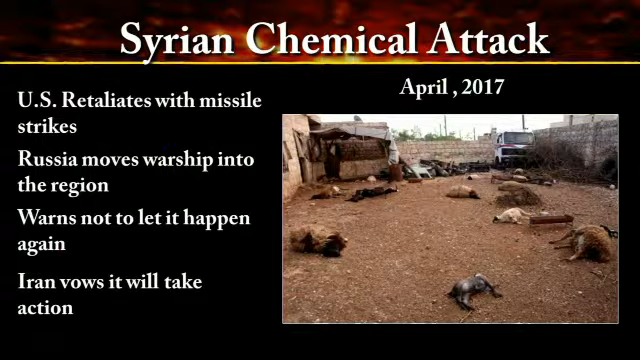 Syrian Chemical Attack
April , 2017
U.S. Retaliates with missile
strikes
Russia moves warship into
the region
Warns not to let it happen
again
Iran vows it will take
action